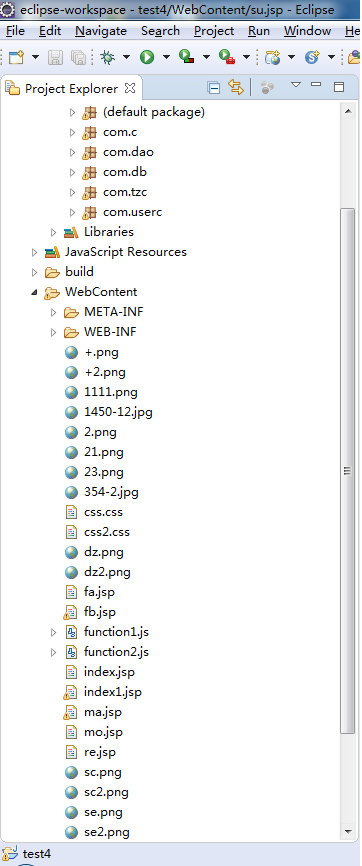 eclipse-workspace - test4/WebContent/su.jsp - Eclipse
File Edit Navigate Search Project Run Window He
Project Explorer
(default package)
com.c
com.dao
com.db
com.tzc
com.userc
Libraries
JavaScript Resources
build
WebContent
META-INF
WEB-INF
+.png
+2.png
1111.png
1450-12.jpg
2.png
21.png
23.png
354-2.jpg
css.css
css2.css
dz.png
dz2.png
fa.jsp
fb.jsp
function1.js
function2.js
index.jsp
index1.jsp
ma.jsp
mo.jsp
re.jsp
sc.png
sc2.png
se.png
se2.png
test4